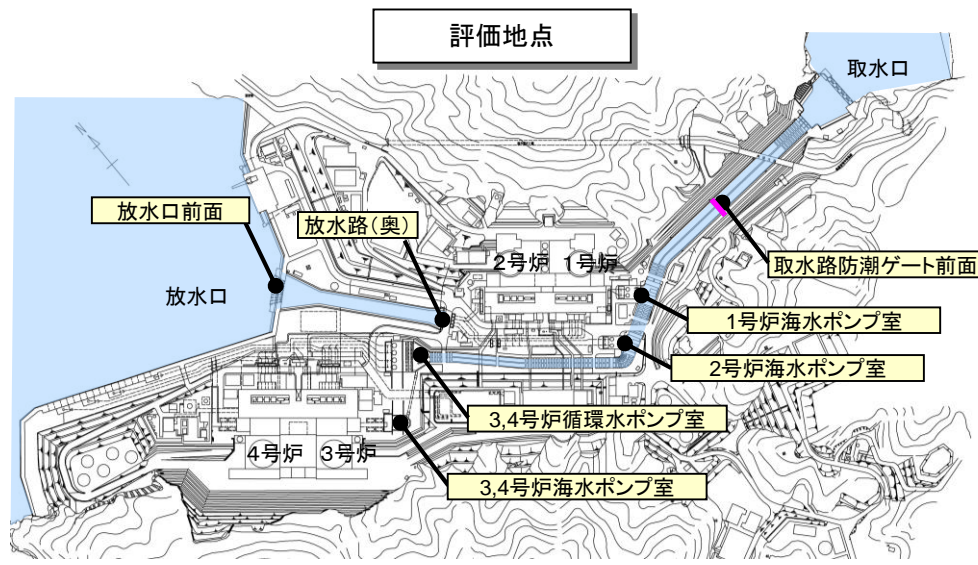 評価地点
取水口
N
放水口前面
放水路(奥)
2号炉 1号炉
取水路防潮ゲート前面
放水口
1号炉海水ポンプ室
2号炉海水ポンプ室
3,4号炉循環水ポンプ室
4号炉 3号炉
3,4号炉海水ポンプ室